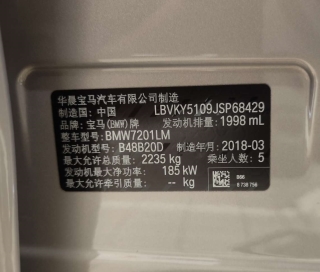 华晨宝马汽车有限公司制造
制造国: 中国 LBVKY5109JSP68429
品牌: 宝马(BMW)牌 发动机排量: 1998 mL
整车型号: BMW7201LM
发动机型号: B48B20D 制造年月: 2018-03
最大允许总质量: 2235 kg 乘坐人数: 5
发动机最大净功率: 185 kW
最大允许牵引质量: -- kg